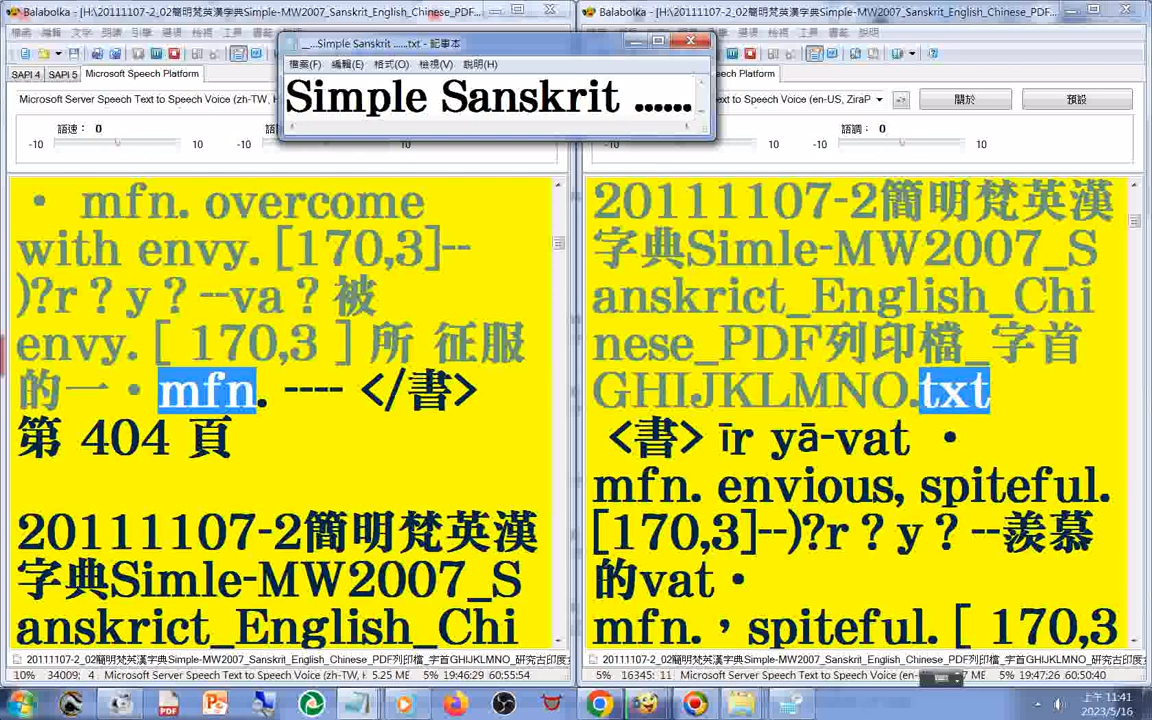 Balabolka - [H:\20111107-2_02簡明梵英漢字典Simple-MW2007_Sanskrit_English_Chinese_PDF...
SAPI 4 SAPI 5 Microsoft Speech Platform
Microsoft Server Speech Text to Speech Voice (zh-TW, H
語速： 0
-10 10 -10 10
• mfn. overcome
with envy. [170,3]--
)?r ? y ? --va ? 被
envy. [ 170,3 ] 所 征服
的一・mfn. ---- </書>
第 404 頁
20111107-2簡明梵英漢
字典Simle-MW2007_S
anskrict_English_Chi
20111107-2_02簡明梵英漢字典Simple-MW2007_Sanskrit_English_Chinese_PDF列印檔_字首GHIJKLMNO_研究古印度
10% 34009; 4 Microsoft Server Speech Text to Speech Voice (zh-TW, H 5.25 ME 5% 19:46:29 60:55:54
__...Simple Sanskrit ......txt - 記事本
檔案(F) 編輯(E) 格式(O) 檢視(V) 說明(H)
Simple Sanskrit ......
Balabolka - [H:\20111107-2_02簡明梵英漢字典Simple-MW2007_Sanskrit_English_Chinese_PDF...
eech Platform
ext to Speech Voice (en-US, ZiraP 關於 預設
語調： 0
-10 10
20111107-2簡明梵英漢
字典Simle-MW2007_S
anskrict_English_Chi
nese_PDF列印檔_字首
GHIJKLMNO.txt
<書> īr yā-vat •
mfn. envious, spiteful.
[170,3]--)?r ? y ? --羨慕
的vat・
mfn.，spiteful. [ 170,3
20111107-2_02簡明梵英漢字典Simple-MW2007_Sanskrit_English_Chinese_PDF列印檔_字首GHIJKLMNO_研究古印度
5% 16345: 11 Microsoft Server Speech Text to Speech Voice ME 5% 19:47:26 60:50:40
上午 11:41
2023/5/16